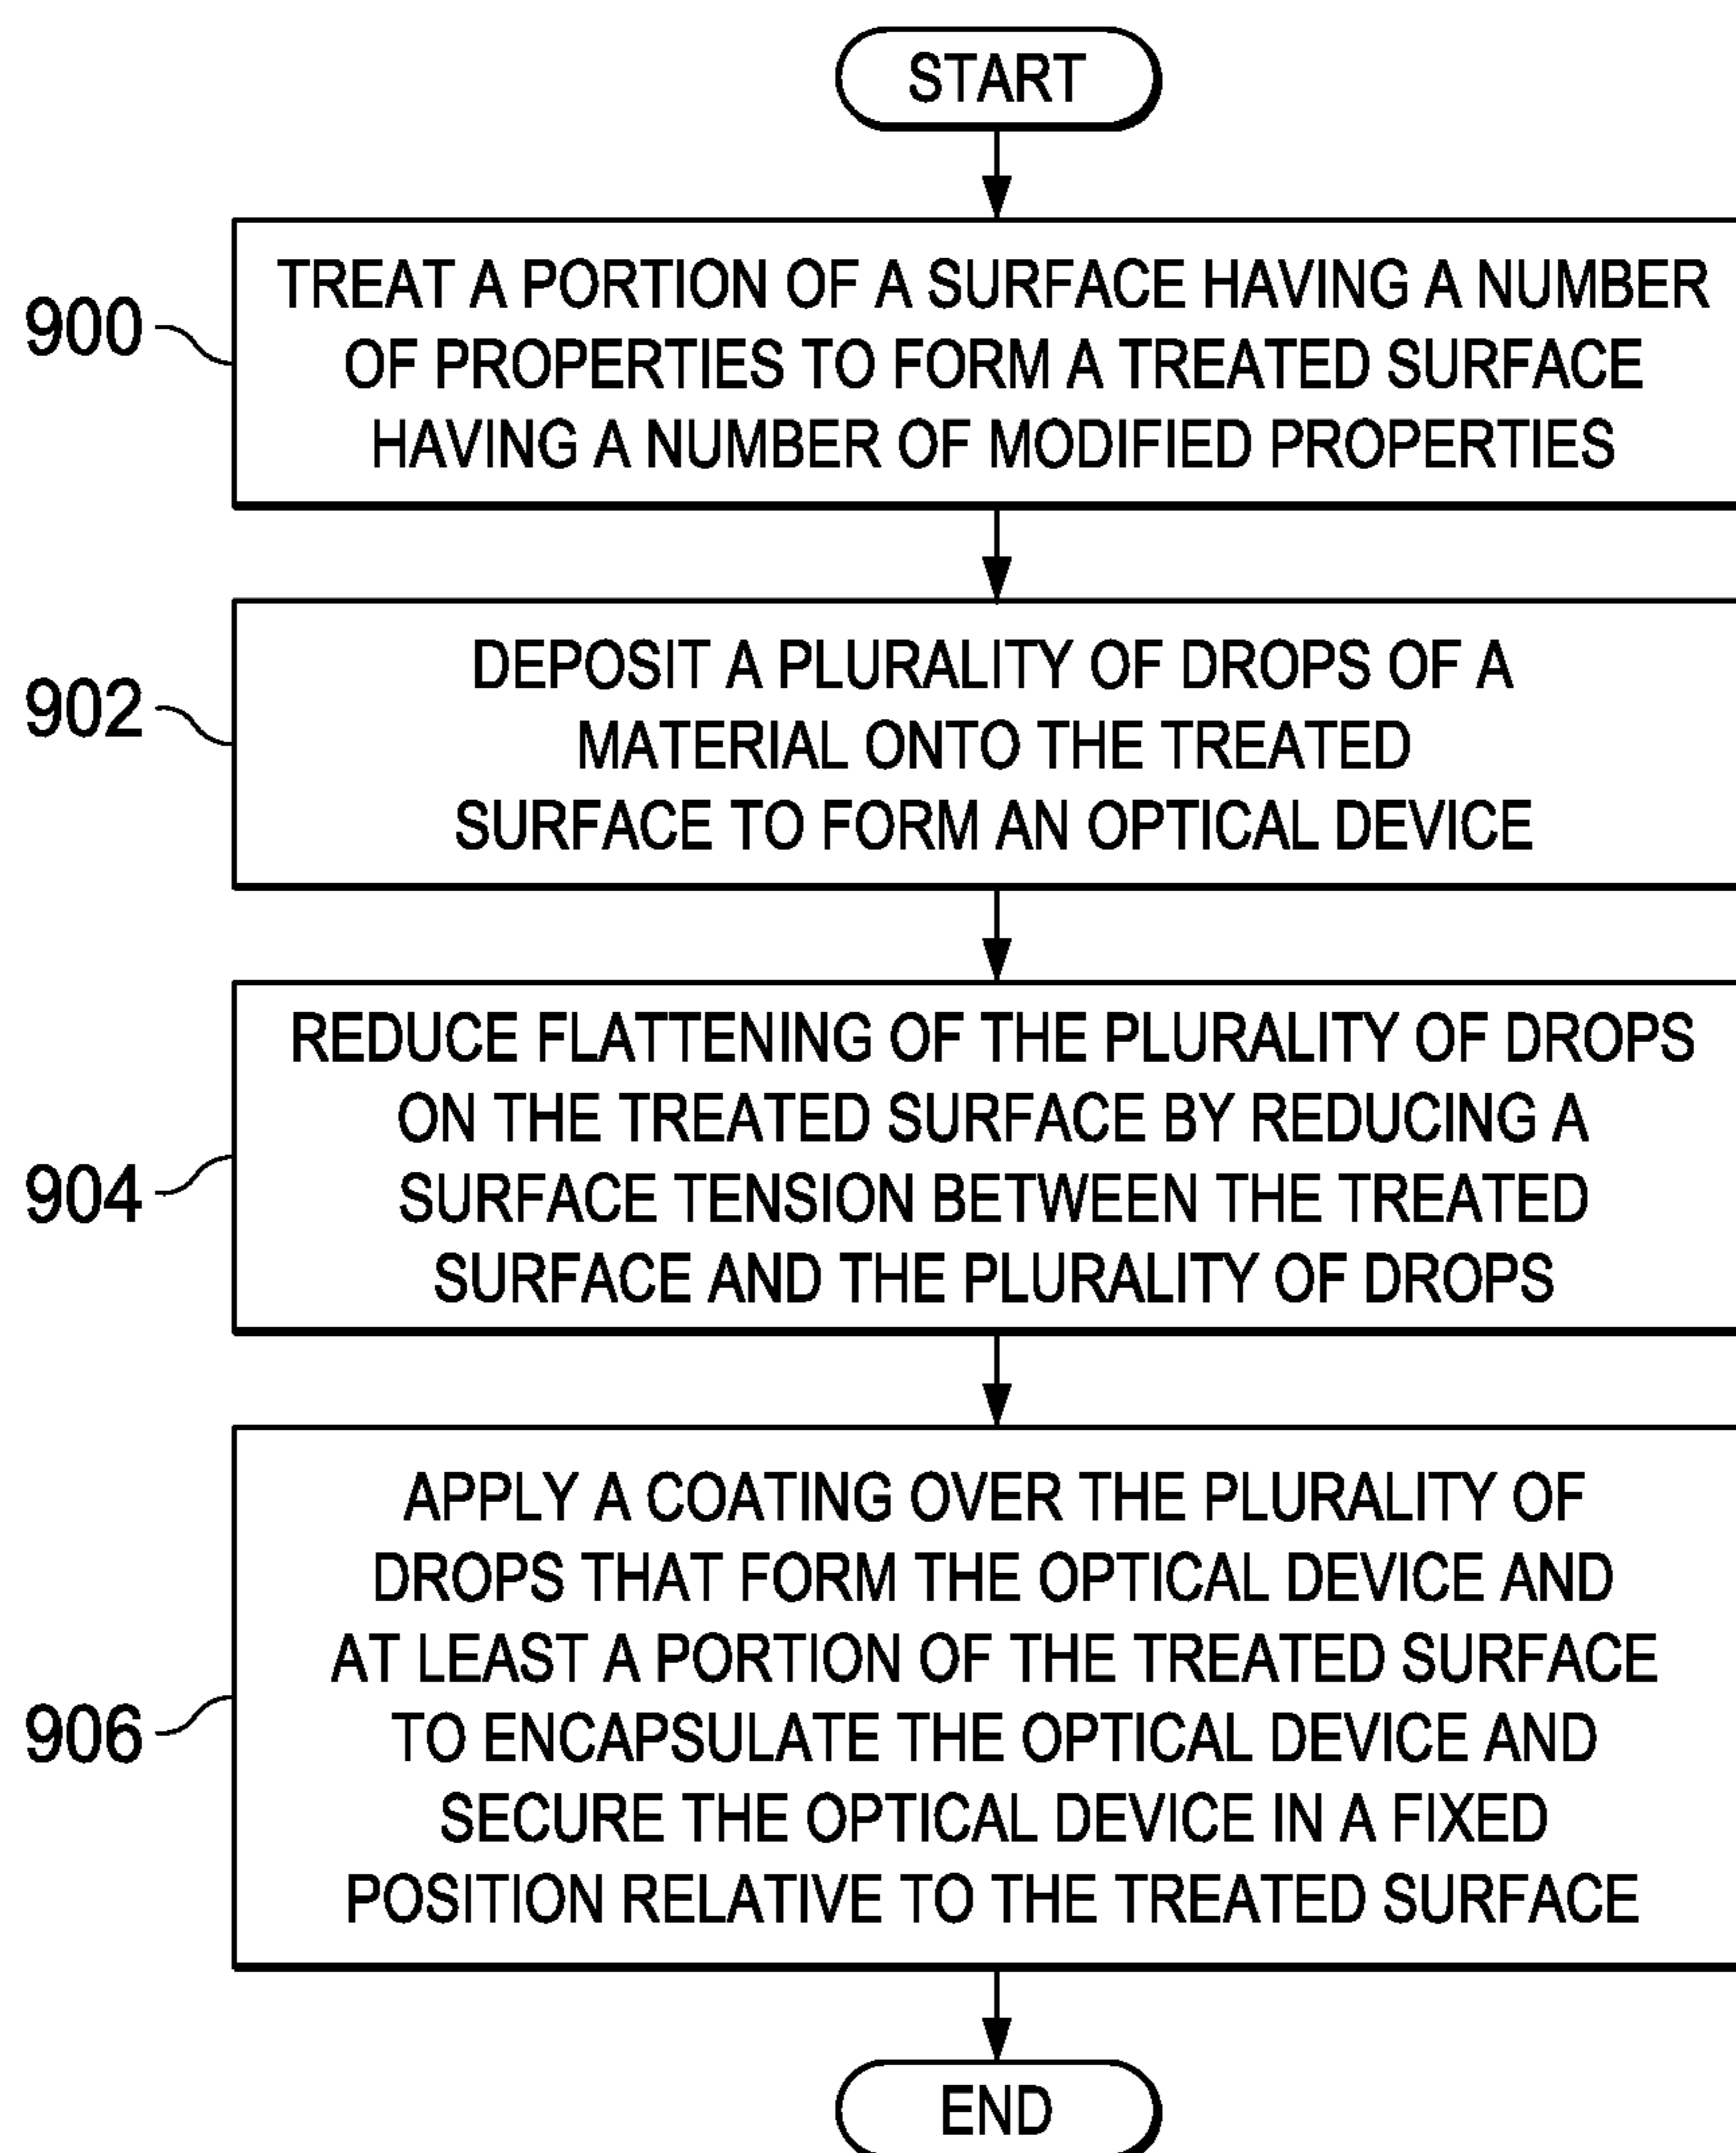 START
900
TREAT A PORTION OF A SURFACE HAVING A NUMBER
OF PROPERTIES TO FORM A TREATED SURFACE
HAVING A NUMBER OF MODIFIED PROPERTIES
902
DEPOSIT A PLURALITY OF DROPS OF A
MATERIAL ONTO THE TREATED
SURFACE TO FORM AN OPTICAL DEVICE
904
REDUCE FLATTENING OF THE PLURALITY OF DROPS
ON THE TREATED SURFACE BY REDUCING A
SURFACE TENSION BETWEEN THE TREATED
SURFACE AND THE PLURALITY OF DROPS
906
APPLY A COATING OVER THE PLURALITY OF
DROPS THAT FORM THE OPTICAL DEVICE AND
AT LEAST A PORTION OF THE TREATED SURFACE
TO ENCAPSULATE THE OPTICAL DEVICE AND
SECURE THE OPTICAL DEVICE IN A FIXED
POSITION RELATIVE TO THE TREATED SURFACE
END